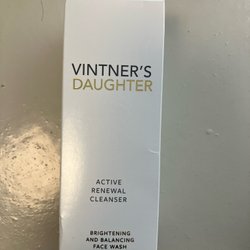 VINTNER'S
DAUGHTER
ACTIVE
RENEWAL
CLEANSER
BRIGHTENING
AND BALANCING
FACE WASH